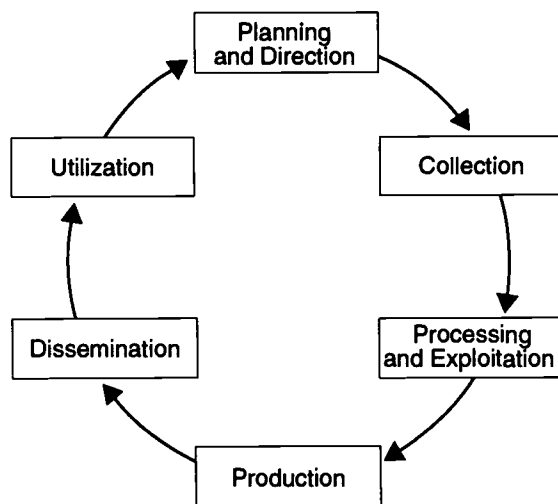 Planning
and Direction
Collection
Processing
and Exploitation
Production
Dissemination
Utilization